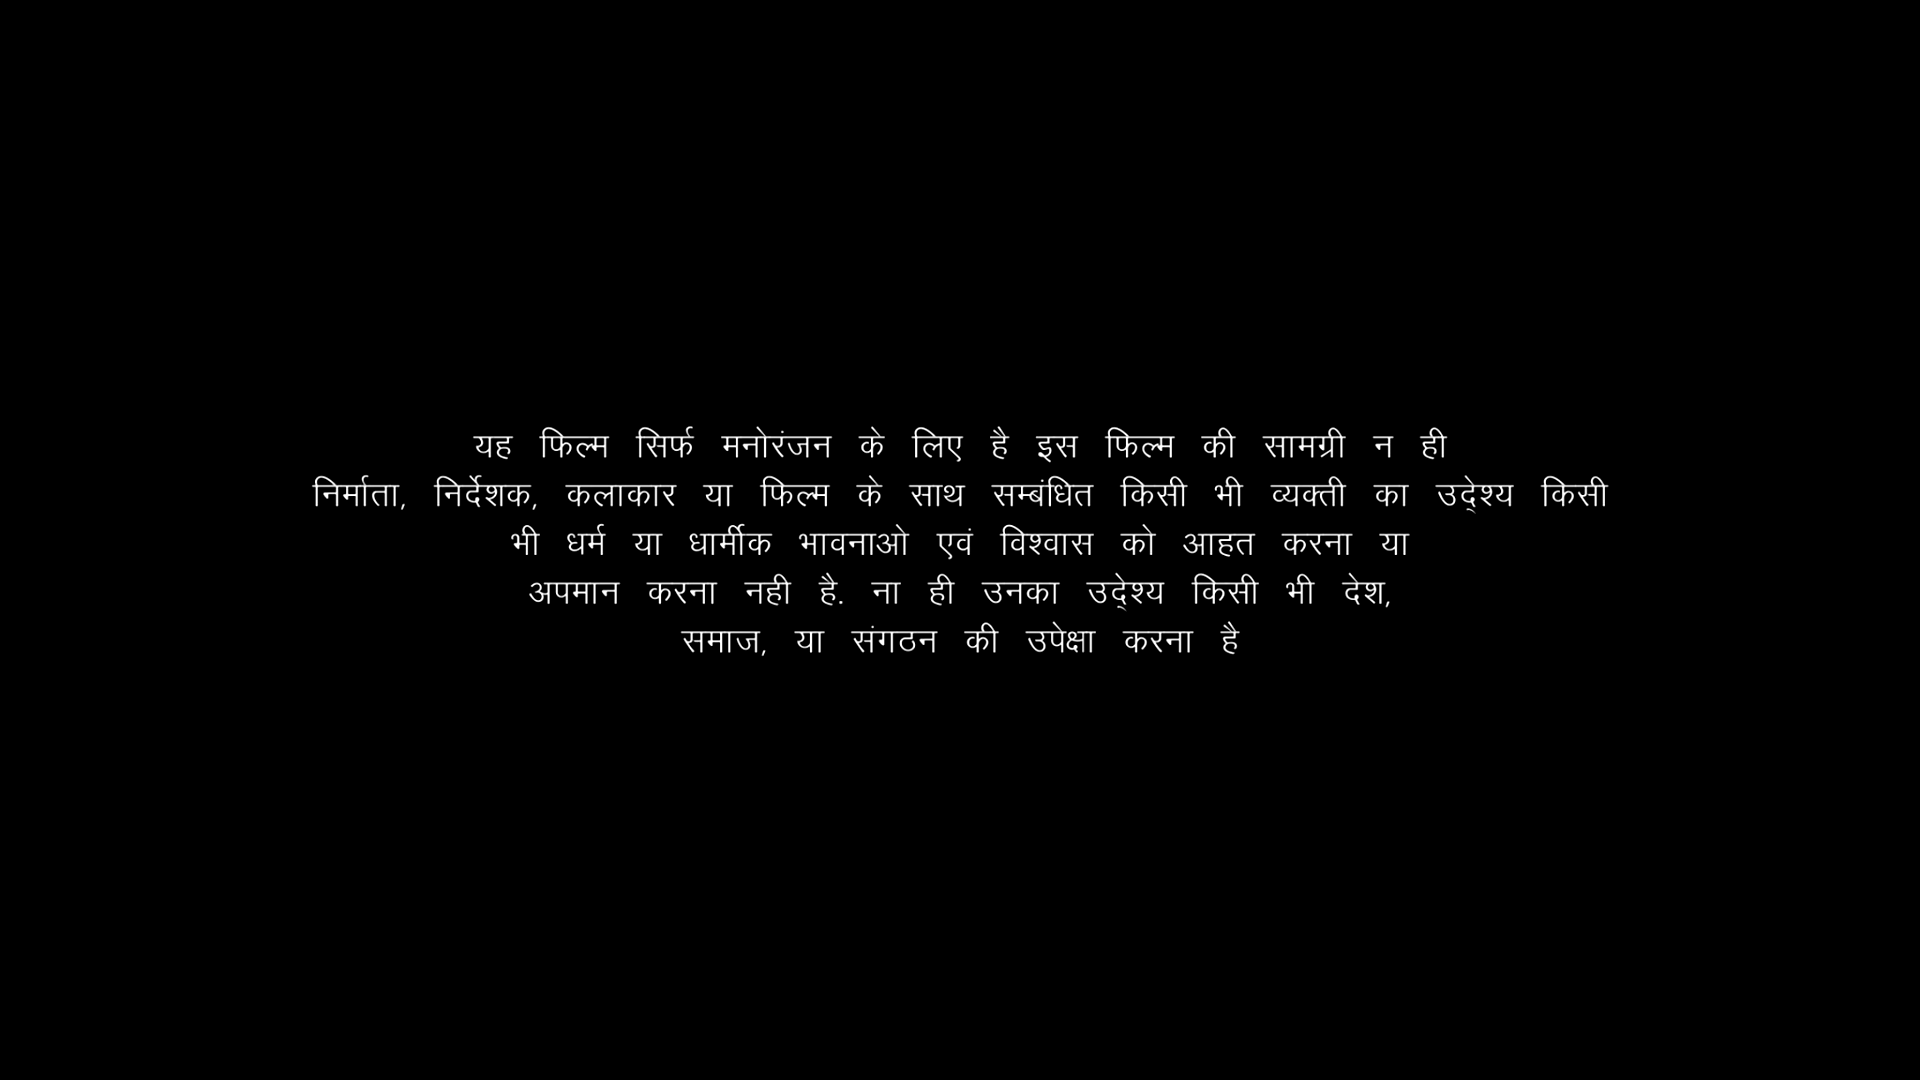 यह फिल्म सिर्फ मनोरंजन के लिए है इस फिल्म की सामग्री न ही
निर्माता, निर्देशक, कलाकार या फिल्म के साथ सम्बंधित किसी भी व्यक्ती का उद्देश्य किसी
भी धर्म या धार्मीक भावनाओ एवं विश्वास को आहत करना या
अपमान करना नही है. ना ही उनका उद्देश्य किसी भी देश,
समाज, या संगठन की उपेक्षा करना है